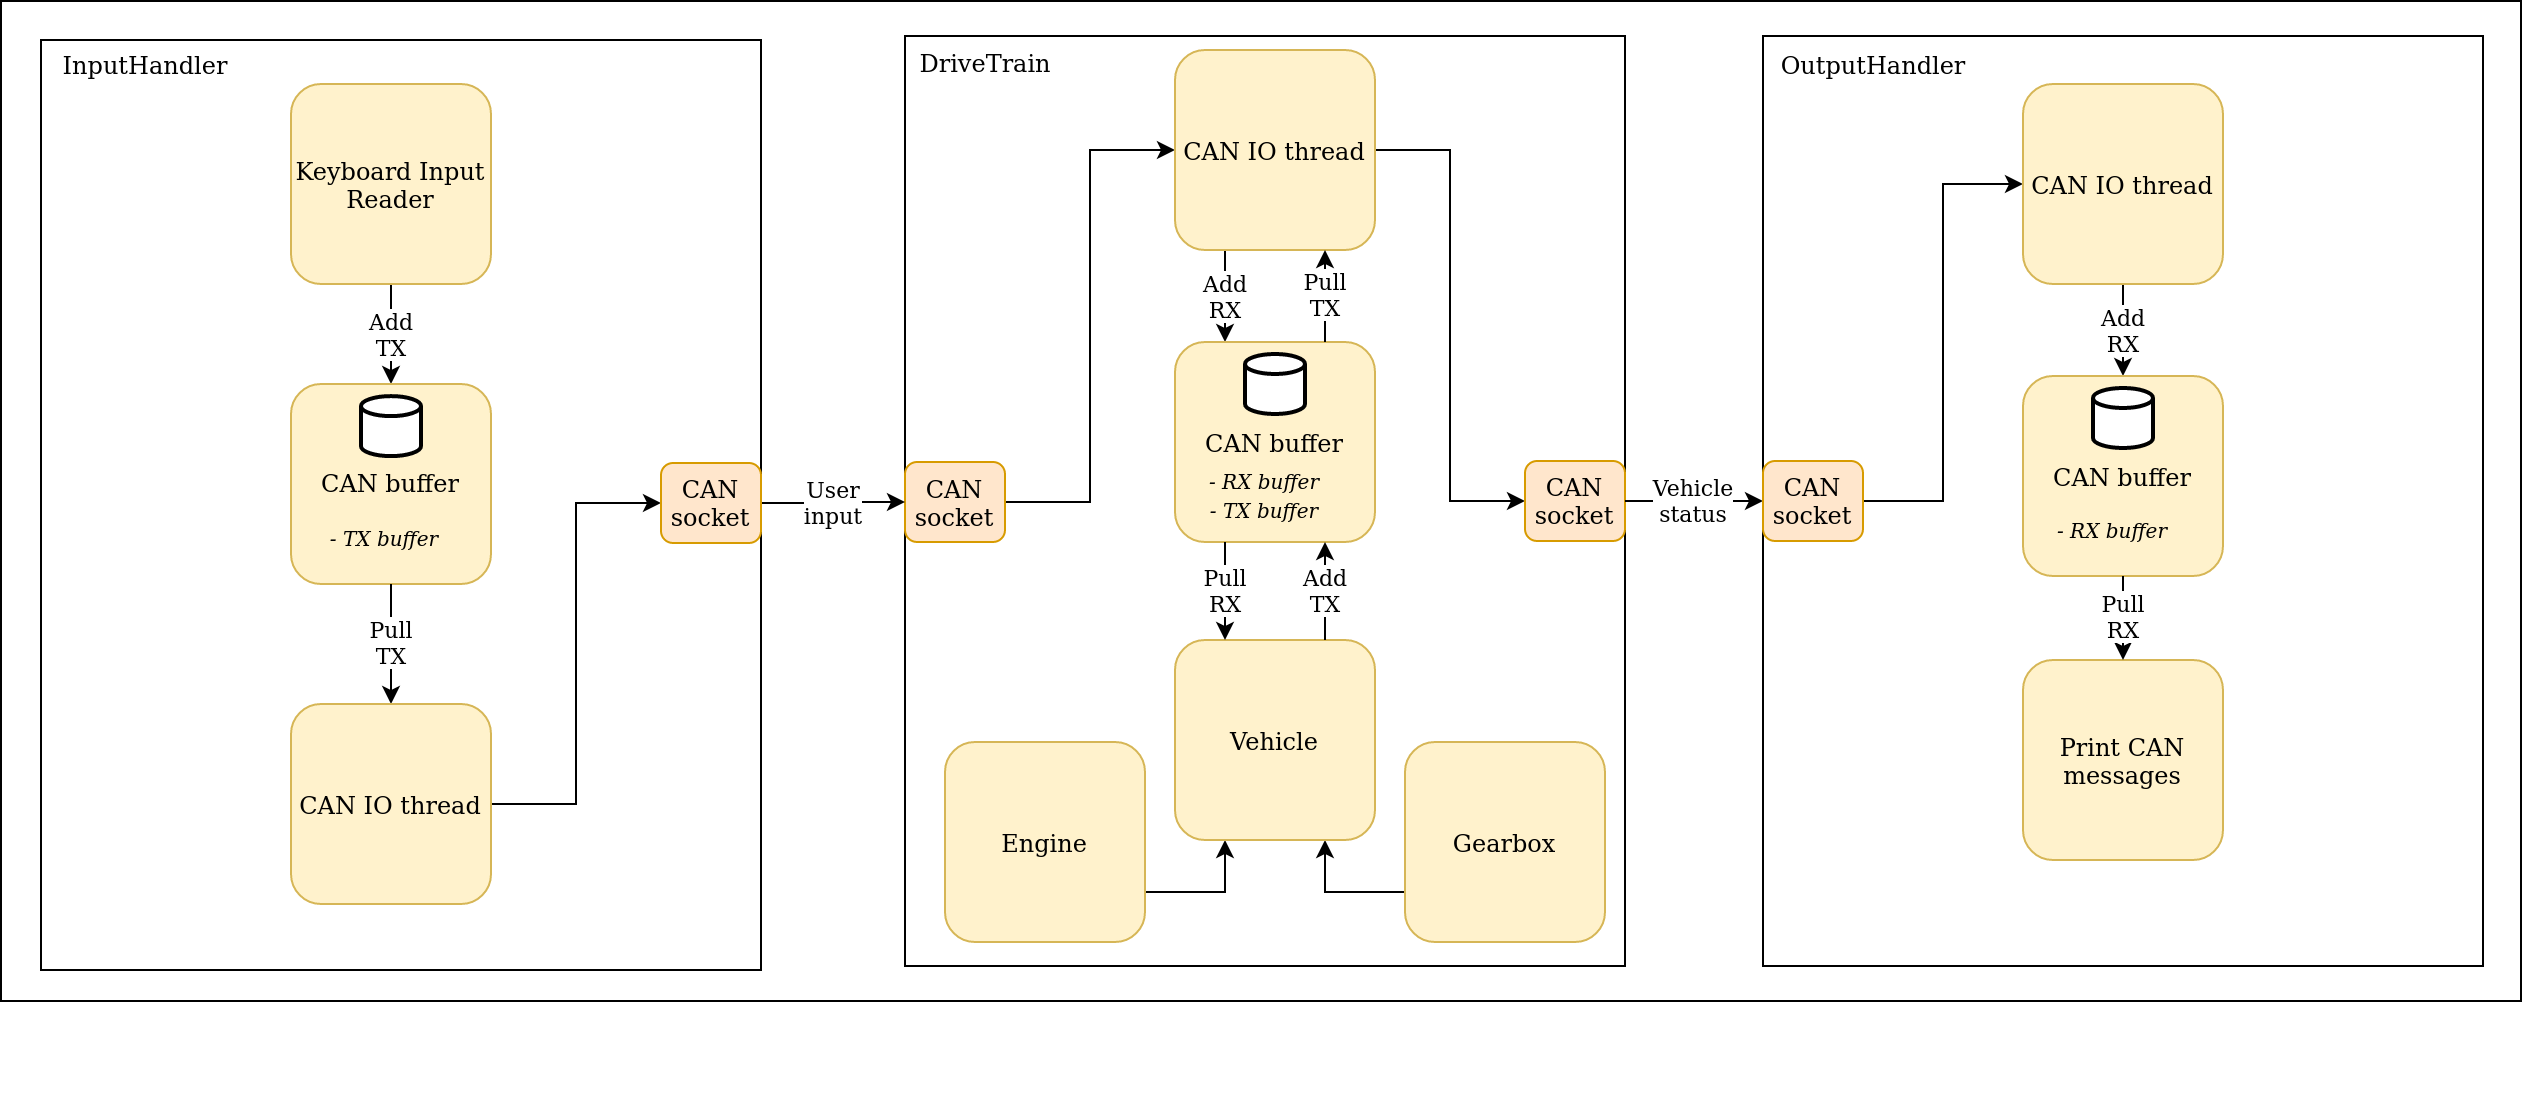 InputHandler
Keyboard Input
Reader
Add
TX
CAN buffer
- TX buffer
Pull
TX
CAN IO thread
CAN
socket
User
input
DriveTrain
CAN
socket
CAN IO thread
Add
RX
Pull
TX
CAN buffer
- RX buffer
- TX buffer
Pull
RX
Add
TX
Vehicle
Engine
Gearbox
CAN
socket
Vehicle
status
OutputHandler
CAN
socket
CAN IO thread
Add
RX
CAN buffer
- RX buffer
Pull
RX
Print CAN
messages